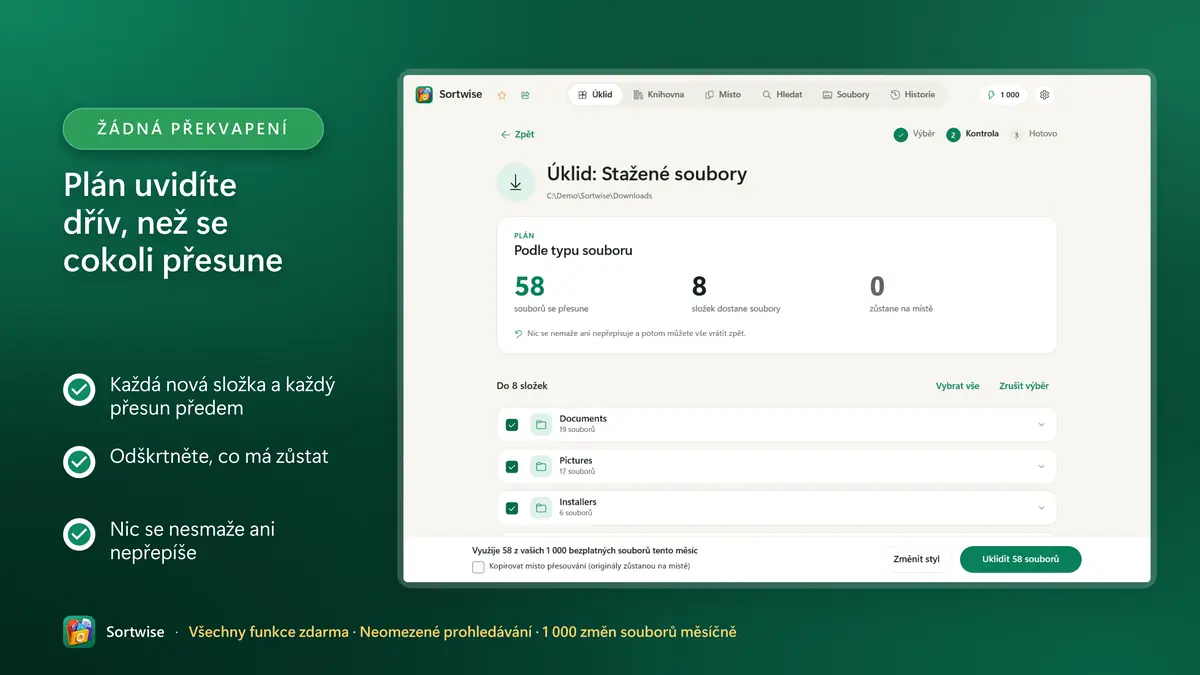 ŽÁDNÁ PŘEKVAPENÍ
Plán uvidíte
dřív, než se
cokoli přesune
Každá nová složka a každý
přesun předem
Odškrtněte, co má zůstat
Nic se nesmaže ani
nepřepíše
Sortwise
Úklid
Knihovna
Místo
Hledat
Soubory
Historie
1 000
Zpět
Výběr
2 Kontrola
3 Hotovo
Úklid: Stažené soubory
C:\Demo\Sortwise\Downloads
PLÁN
Podle typu souboru
58
souborů se přesune
8
složek dostane soubory
0
zůstane na místě
Nic se nemaže ani nepřepisuje a potom můžete vše vrátit zpět.
Do 8 složek
Vybrat vše
Zrušit výběr
Documents
19 souborů
Pictures
17 souborů
Installers
6 souborů
Využije 58 z vašich 1 000 bezplatných souborů tento měsíc
Kopírovat místo přesouvání (originály zůstanou na místě)
Změnit styl
Uklidit 58 souborů
Sortwise · Všechny funkce zdarma · Neomezené prohledávání · 1 000 změn souborů měsíčně